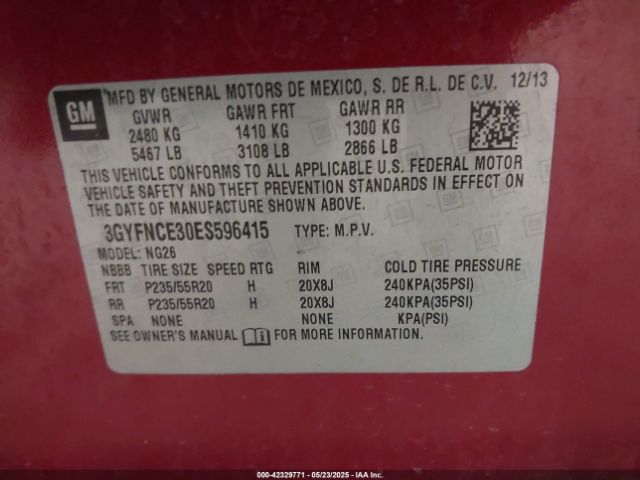 GM
MFD BY GENERAL MOTORS DE MEXICO, S. DE R.L. DE C.V. 12/13
GVWR GAWR FRT GAWR RR
2480 KG 1410 KG 1300 KG
5467 LB 3108 LB 2866 LB
THIS VEHICLE CONFORMS TO ALL APPLICABLE U.S. FEDERAL MOTOR
VEHICLE SAFETY AND THEFT PREVENTION STANDARDS IN EFFECT ON
THE DATE OF MANUFACTURE SHOWN ABOVE.
3GYFNCE30ES596415 TYPE: M.P.V.
MODEL: NG26
NBBB TIRE SIZE SPEED RTG RIM COLD TIRE PRESSURE
FRT P235/55R20 H 20X8J 240KPA(35PSI)
RR P235/55R20 H 20X8J 240KPA(35PSI)
SPA NONE NONE KPA(PSI)
SEE OWNER'S MANUAL FOR MORE INFORMATION.
000-42329771 - 05/23/2025 - IAAI, Inc.